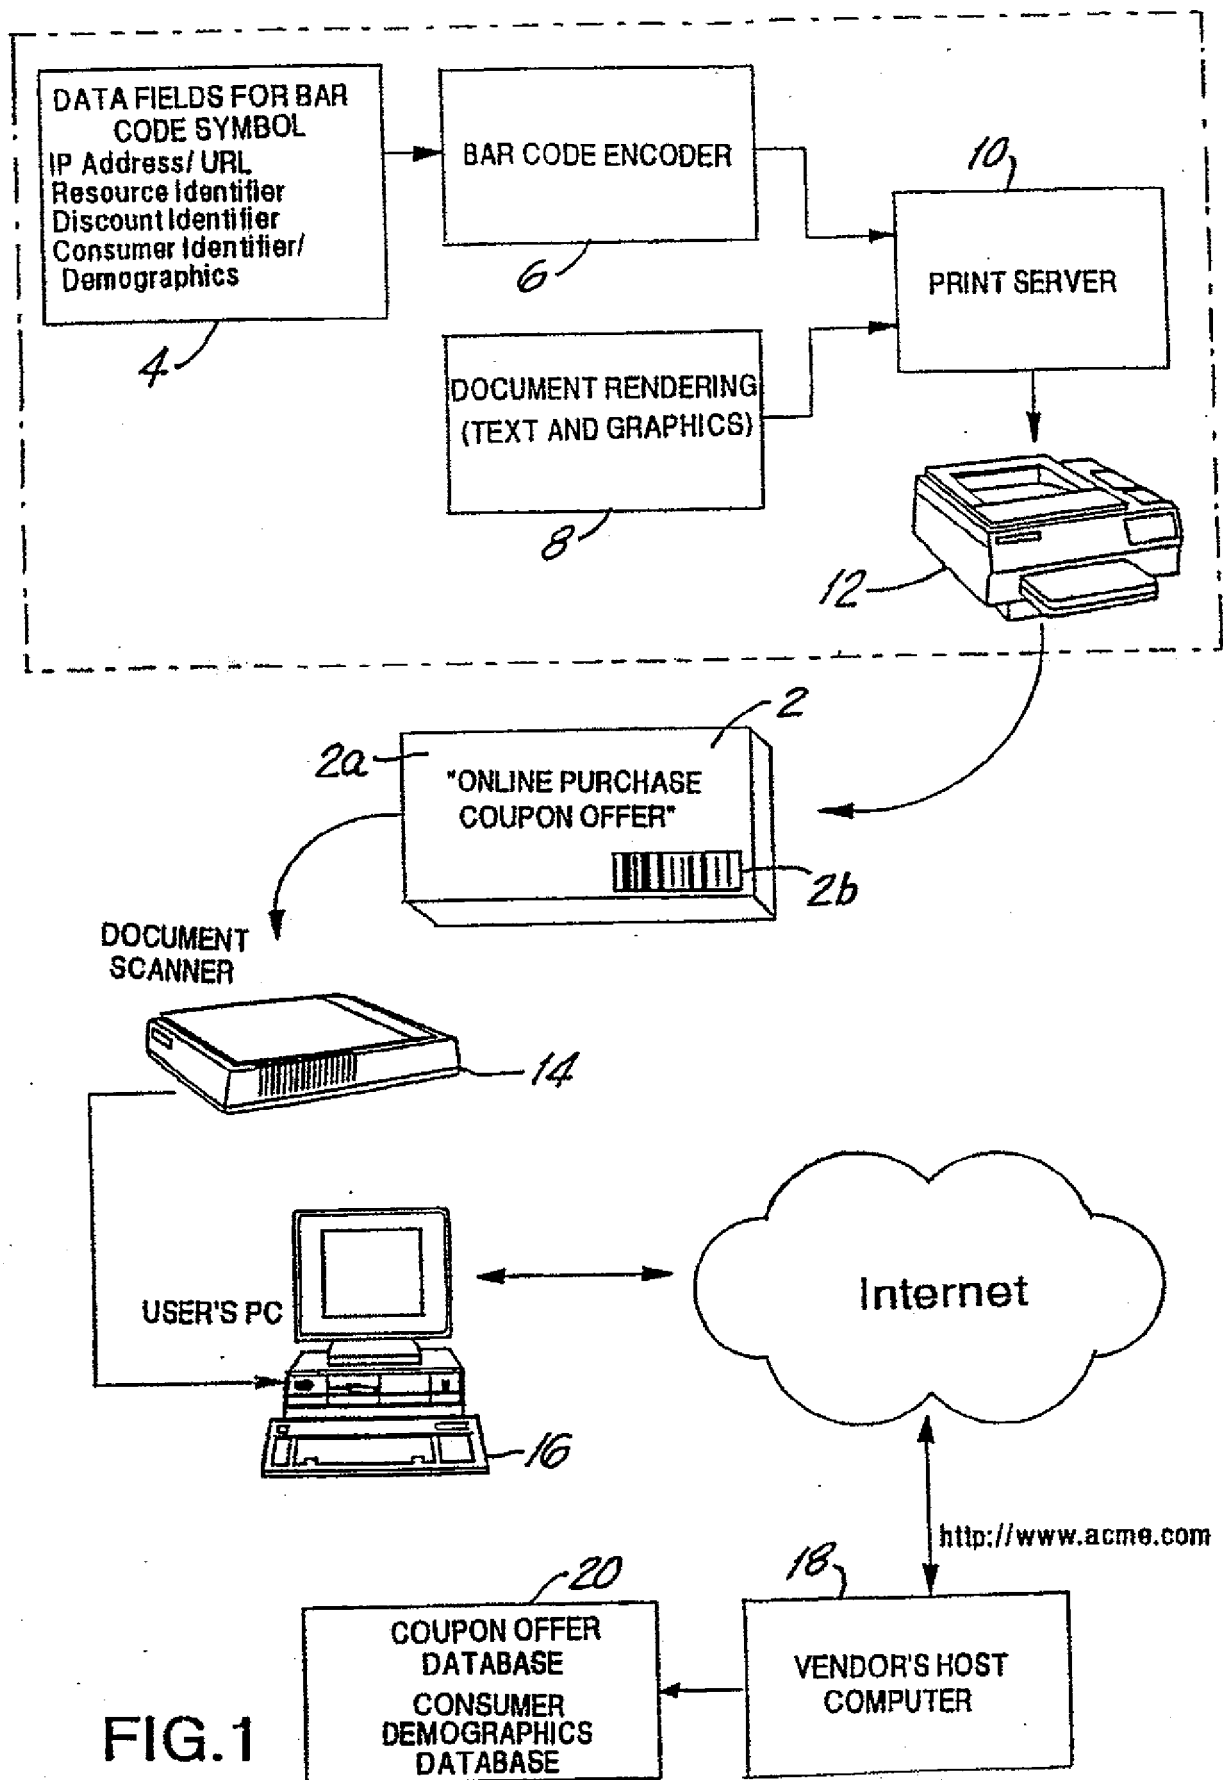 DATA FIELDS FOR BAR
CODE SYMBOL
IP Address/ URL
Resource Identifier
Discount Identifier
Consumer Identifier/
Demographics
4
BAR CODE ENCODER
6
DOCUMENT RENDERING
(TEXT AND GRAPHICS)
8
10
PRINT SERVER
12
2
2a
"ONLINE PURCHASE
COUPON OFFER"
2b
DOCUMENT
SCANNER
14
USER'S PC
16
Internet
http://www.acme.com
18
VENDOR'S HOST
COMPUTER
20
COUPON OFFER
DATABASE
CONSUMER
DEMOGRAPHICS
DATABASE
FIG.1